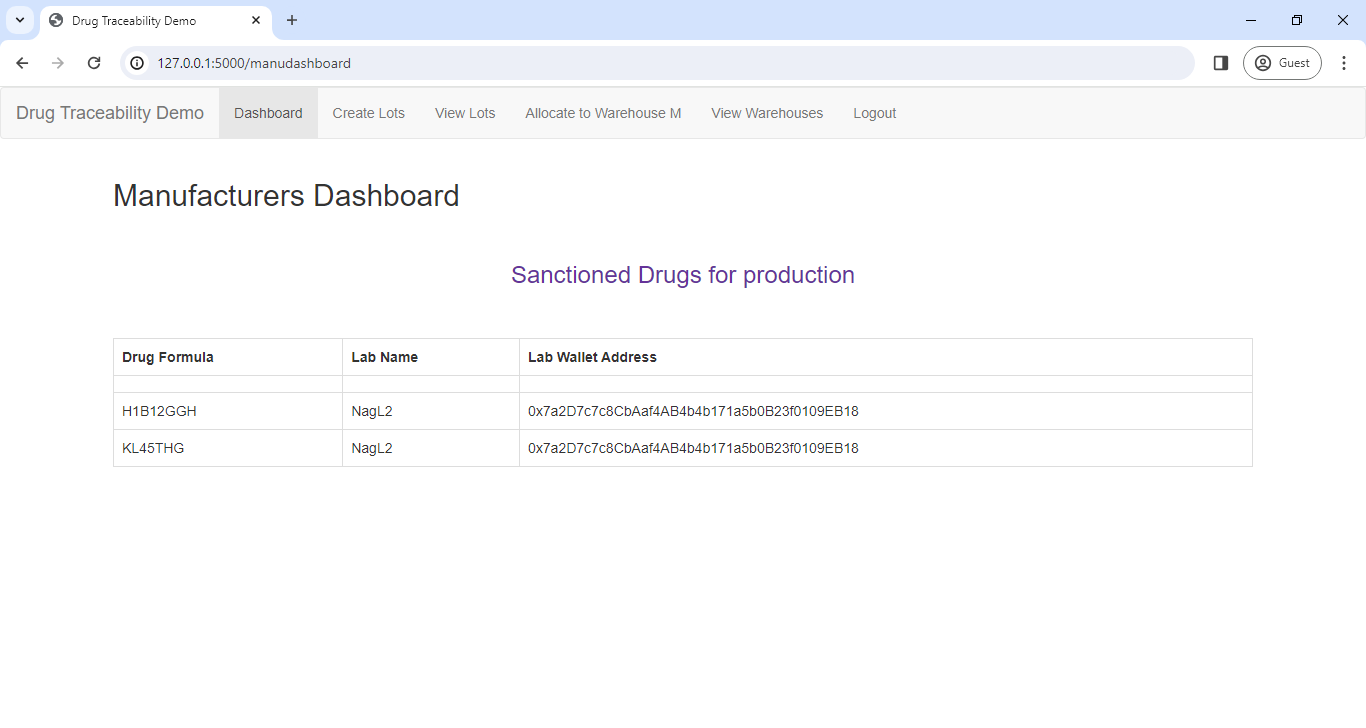 Drug Traceability Demo
127.0.0.1:5000/manudashboard
Guest
Drug Traceability Demo Dashboard Create Lots View Lots Allocate to Warehouse M View Warehouses Logout
Manufacturers Dashboard
Sanctioned Drugs for production
Drug Formula Lab Name Lab Wallet Address
H1B12GGH NagL2 0x7a2D7c7c8CbAaf4AB4b4b171a5b0B23f0109EB18
KL45THG NagL2 0x7a2D7c7c8CbAaf4AB4b4b171a5b0B23f0109EB18